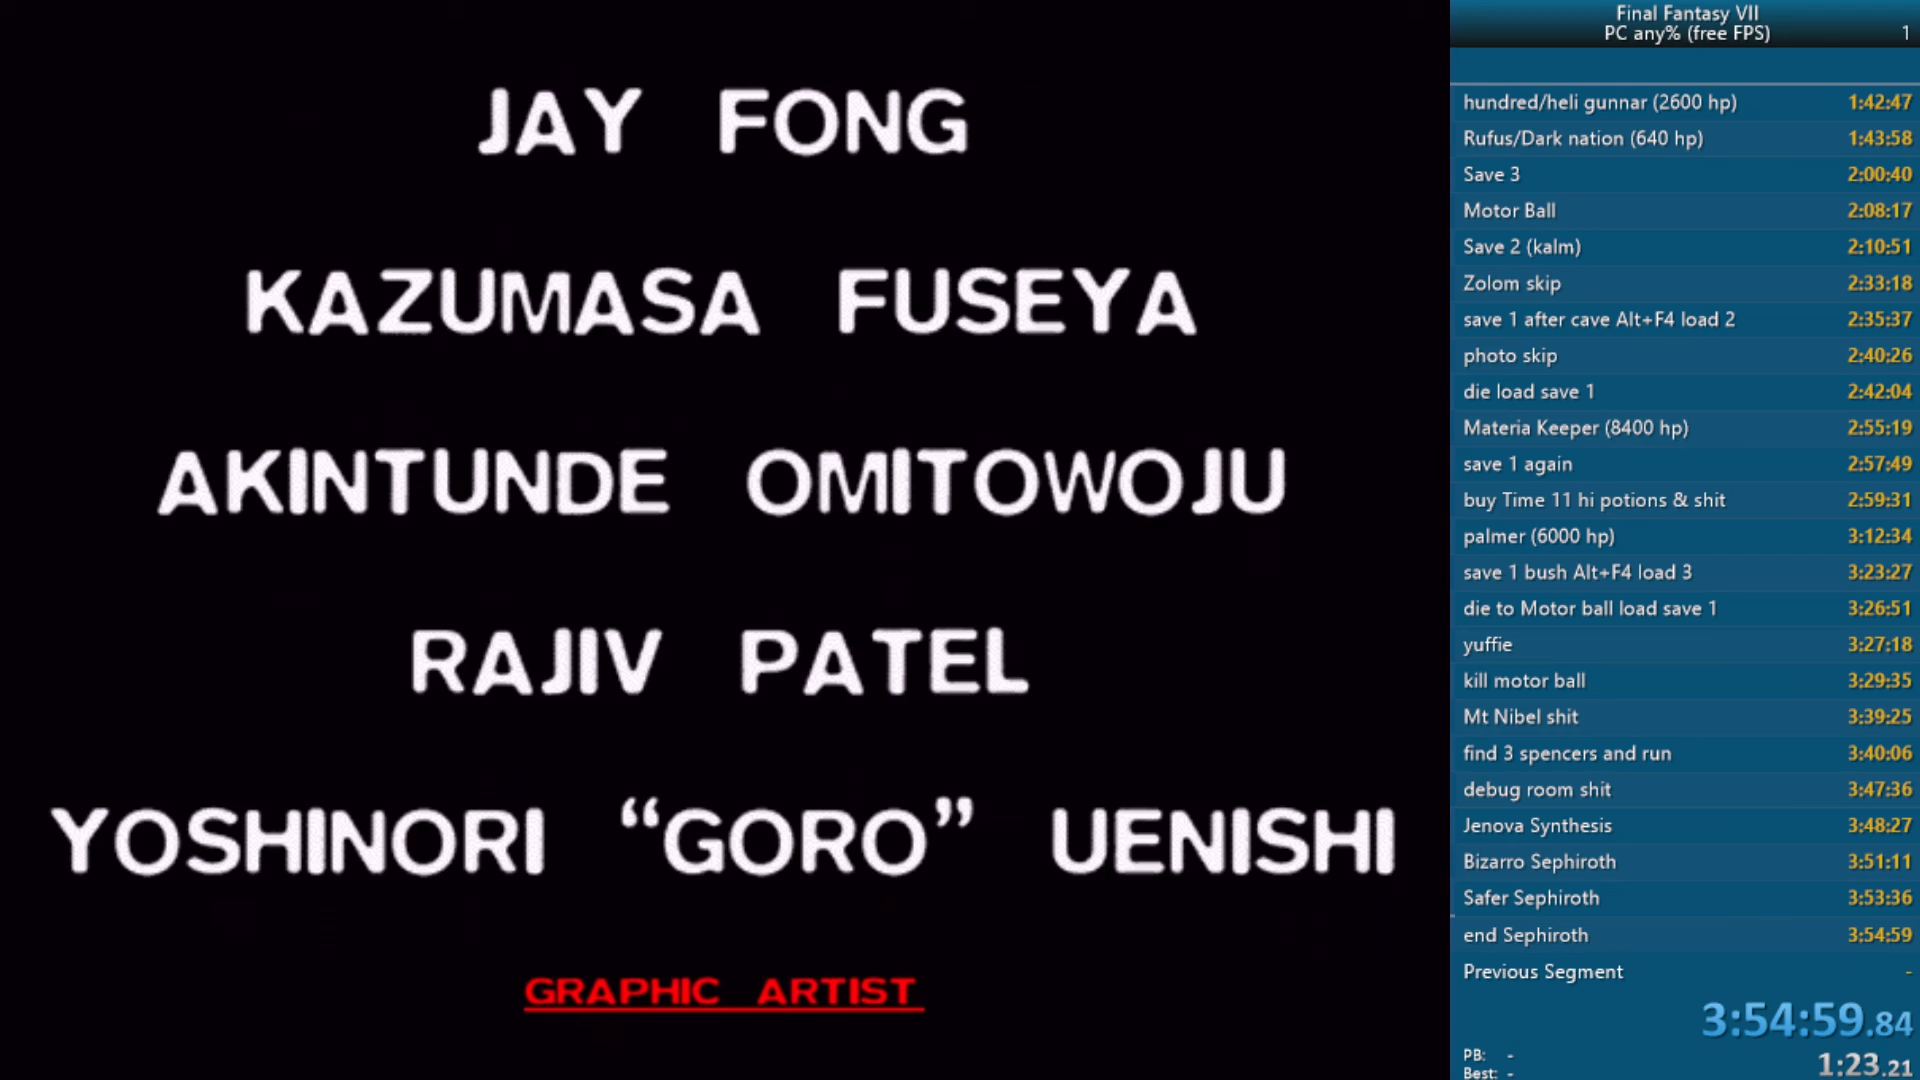 JAY FONG
KAZUMASA FUSEYA
AKINTUNDE OMITOWOJU
RAJIV PATEL
YOSHINORI “GORO” UENISHI
GRAPHIC ARTIST
Final Fantasy VII
PC any% (free FPS) 1
hundred/heli gunnar (2600 hp) 1:42:47
Rufus/Dark nation (640 hp) 1:43:58
Save 3 2:00:40
Motor Ball 2:08:17
Save 2 (kalm) 2:10:51
Zolom skip 2:33:18
save 1 after cave Alt+F4 load 2 2:35:37
photo skip 2:40:26
die load save 1 2:42:04
Materia Keeper (8400 hp) 2:55:19
save 1 again 2:57:49
buy Time 11 hi potions & shit 2:59:31
palmer (6000 hp) 3:12:34
save 1 bush Alt+F4 load 3 3:23:27
die to Motor ball load save 1 3:26:51
yuffie 3:27:18
kill motor ball 3:29:35
Mt Nibel shit 3:39:25
find 3 spencers and run 3:40:06
debug room shit 3:47:36
Jenova Synthesis 3:48:27
Bizarro Sephiroth 3:51:11
Safer Sephiroth 3:53:36
end Sephiroth 3:54:59
Previous Segment -
3:54:59.84
PB: -
Best: -
1:23.21